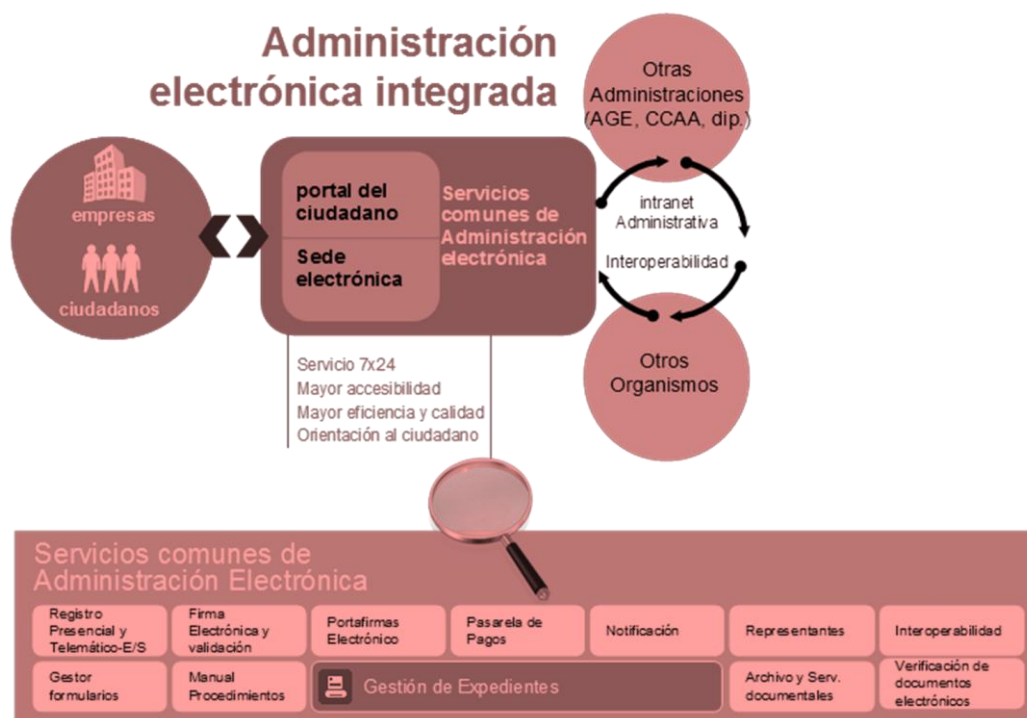 Administración
electrónica integrada
empresas
ciudadanos
portal del
ciudadano
Sede
electrónica
Servicios
comunes de
Administración
electrónica
Otras
Administraciones
(AGE, CCAA, dip.)
intranet
Administrativa
Interoperabilidad
Otros
Organismos
Servicio 7x24
Mayor accesibilidad
Mayor eficiencia y calidad
Orientación al ciudadano
Servicios comunes de
Administración Electrónica
Registro
Presencial y
Telemático-E/S
Firma
Electrónica y
validación
Portafirmas
Electrónico
Pasarela de
Pagos
Notificación
Representantes
Interoperabilidad
Gestor
formularios
Manual
Procedimientos
Gestión de Expedientes
Archivo y Serv.
documentales
Verificación de
documentos
electrónicos